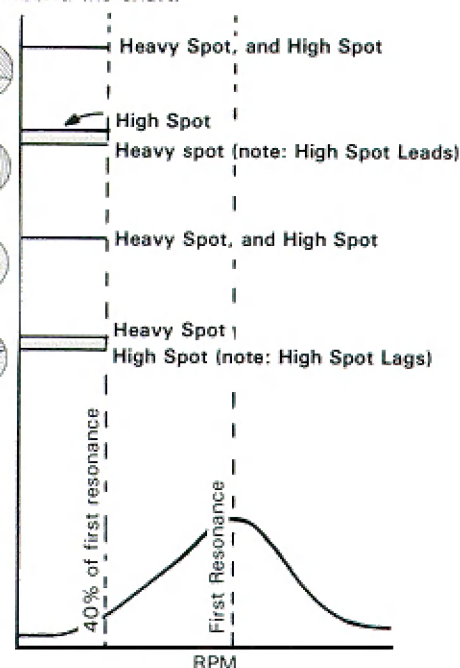 Heavy Spot, and High Spot
High Spot
Heavy spot (note: High Spot Leads)
Heavy Spot, and High Spot
Heavy Spot
High Spot (note: High Spot Lags)
40% of first resonance
First Resonance
RPM